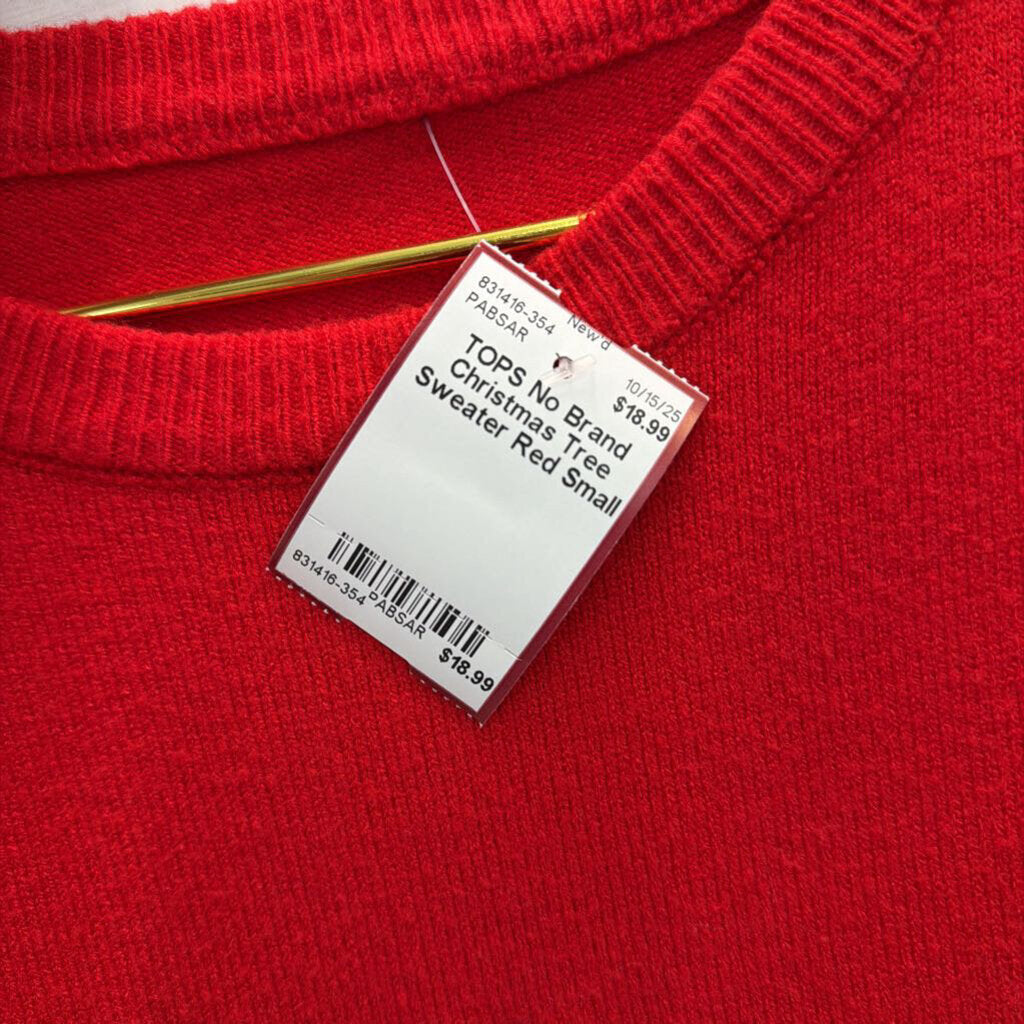 831416-354 New'd
PABSAR 10/15/25
$18.99
TOPS No Brand
Christmas Tree
Sweater Red Small
831416-354 PABSAR
$18.99